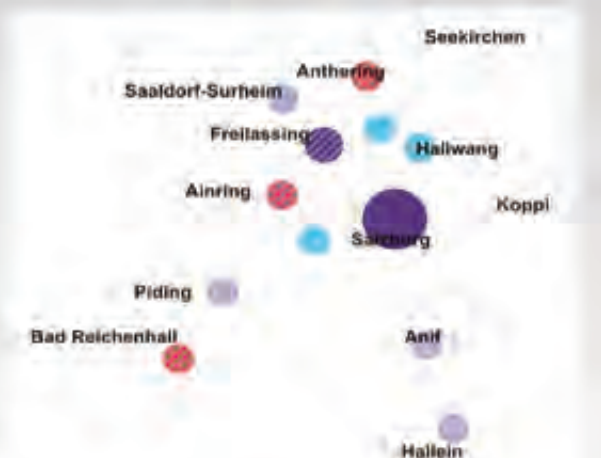 Seekirchen
Anthering
Saaldorf-Surheim
Freilassing
Hallwang
Ainring
Koppl
Salzburg
Piding
Bad Reichenhall
Anif
Hallein